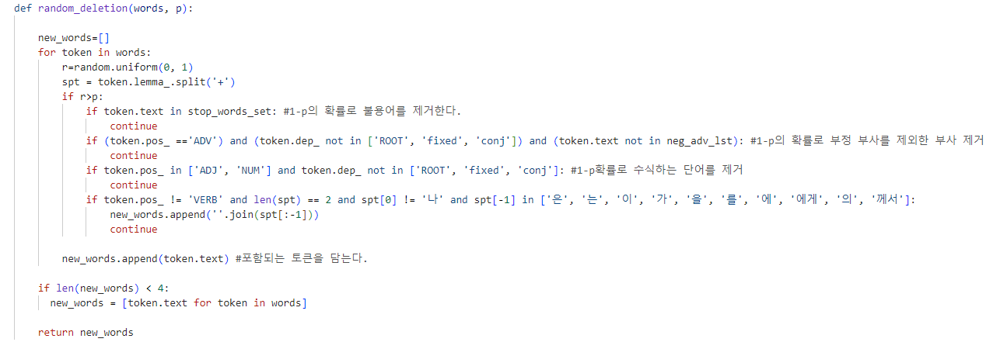 def random_deletion(words, p):
new_words=[]
for token in words:
r=random.uniform(0, 1)
spt = token.lemma_.split('+')
if r>p:
if token.text in stop_words_set: #1-p의 확률로 불용어를 제거한다.
continue
if (token.pos_ =='ADV') and (token.dep_ not in ['ROOT', 'fixed', 'conj']) and (token.text not in neg_adv_lst): #1-p의 확률로 부정 부사를 제외한 부사 제거
continue
if token.pos_ in ['ADJ', 'NUM'] and token.dep_ not in ['ROOT', 'fixed', 'conj']: #1-p확률로 수식하는 단어를 제거
continue
if token.pos_ != 'VERB' and len(spt) == 2 and spt[0] != '나' and spt[-1] in ['은', '는', '이', '가', '을', '를', '에', '에게', '의', '께서']:
new_words.append(''.join(spt[:-1]))
continue
new_words.append(token.text) #포함되는 토큰을 담는다.
if len(new_words) < 4:
new_words = [token.text for token in words]
return new_words